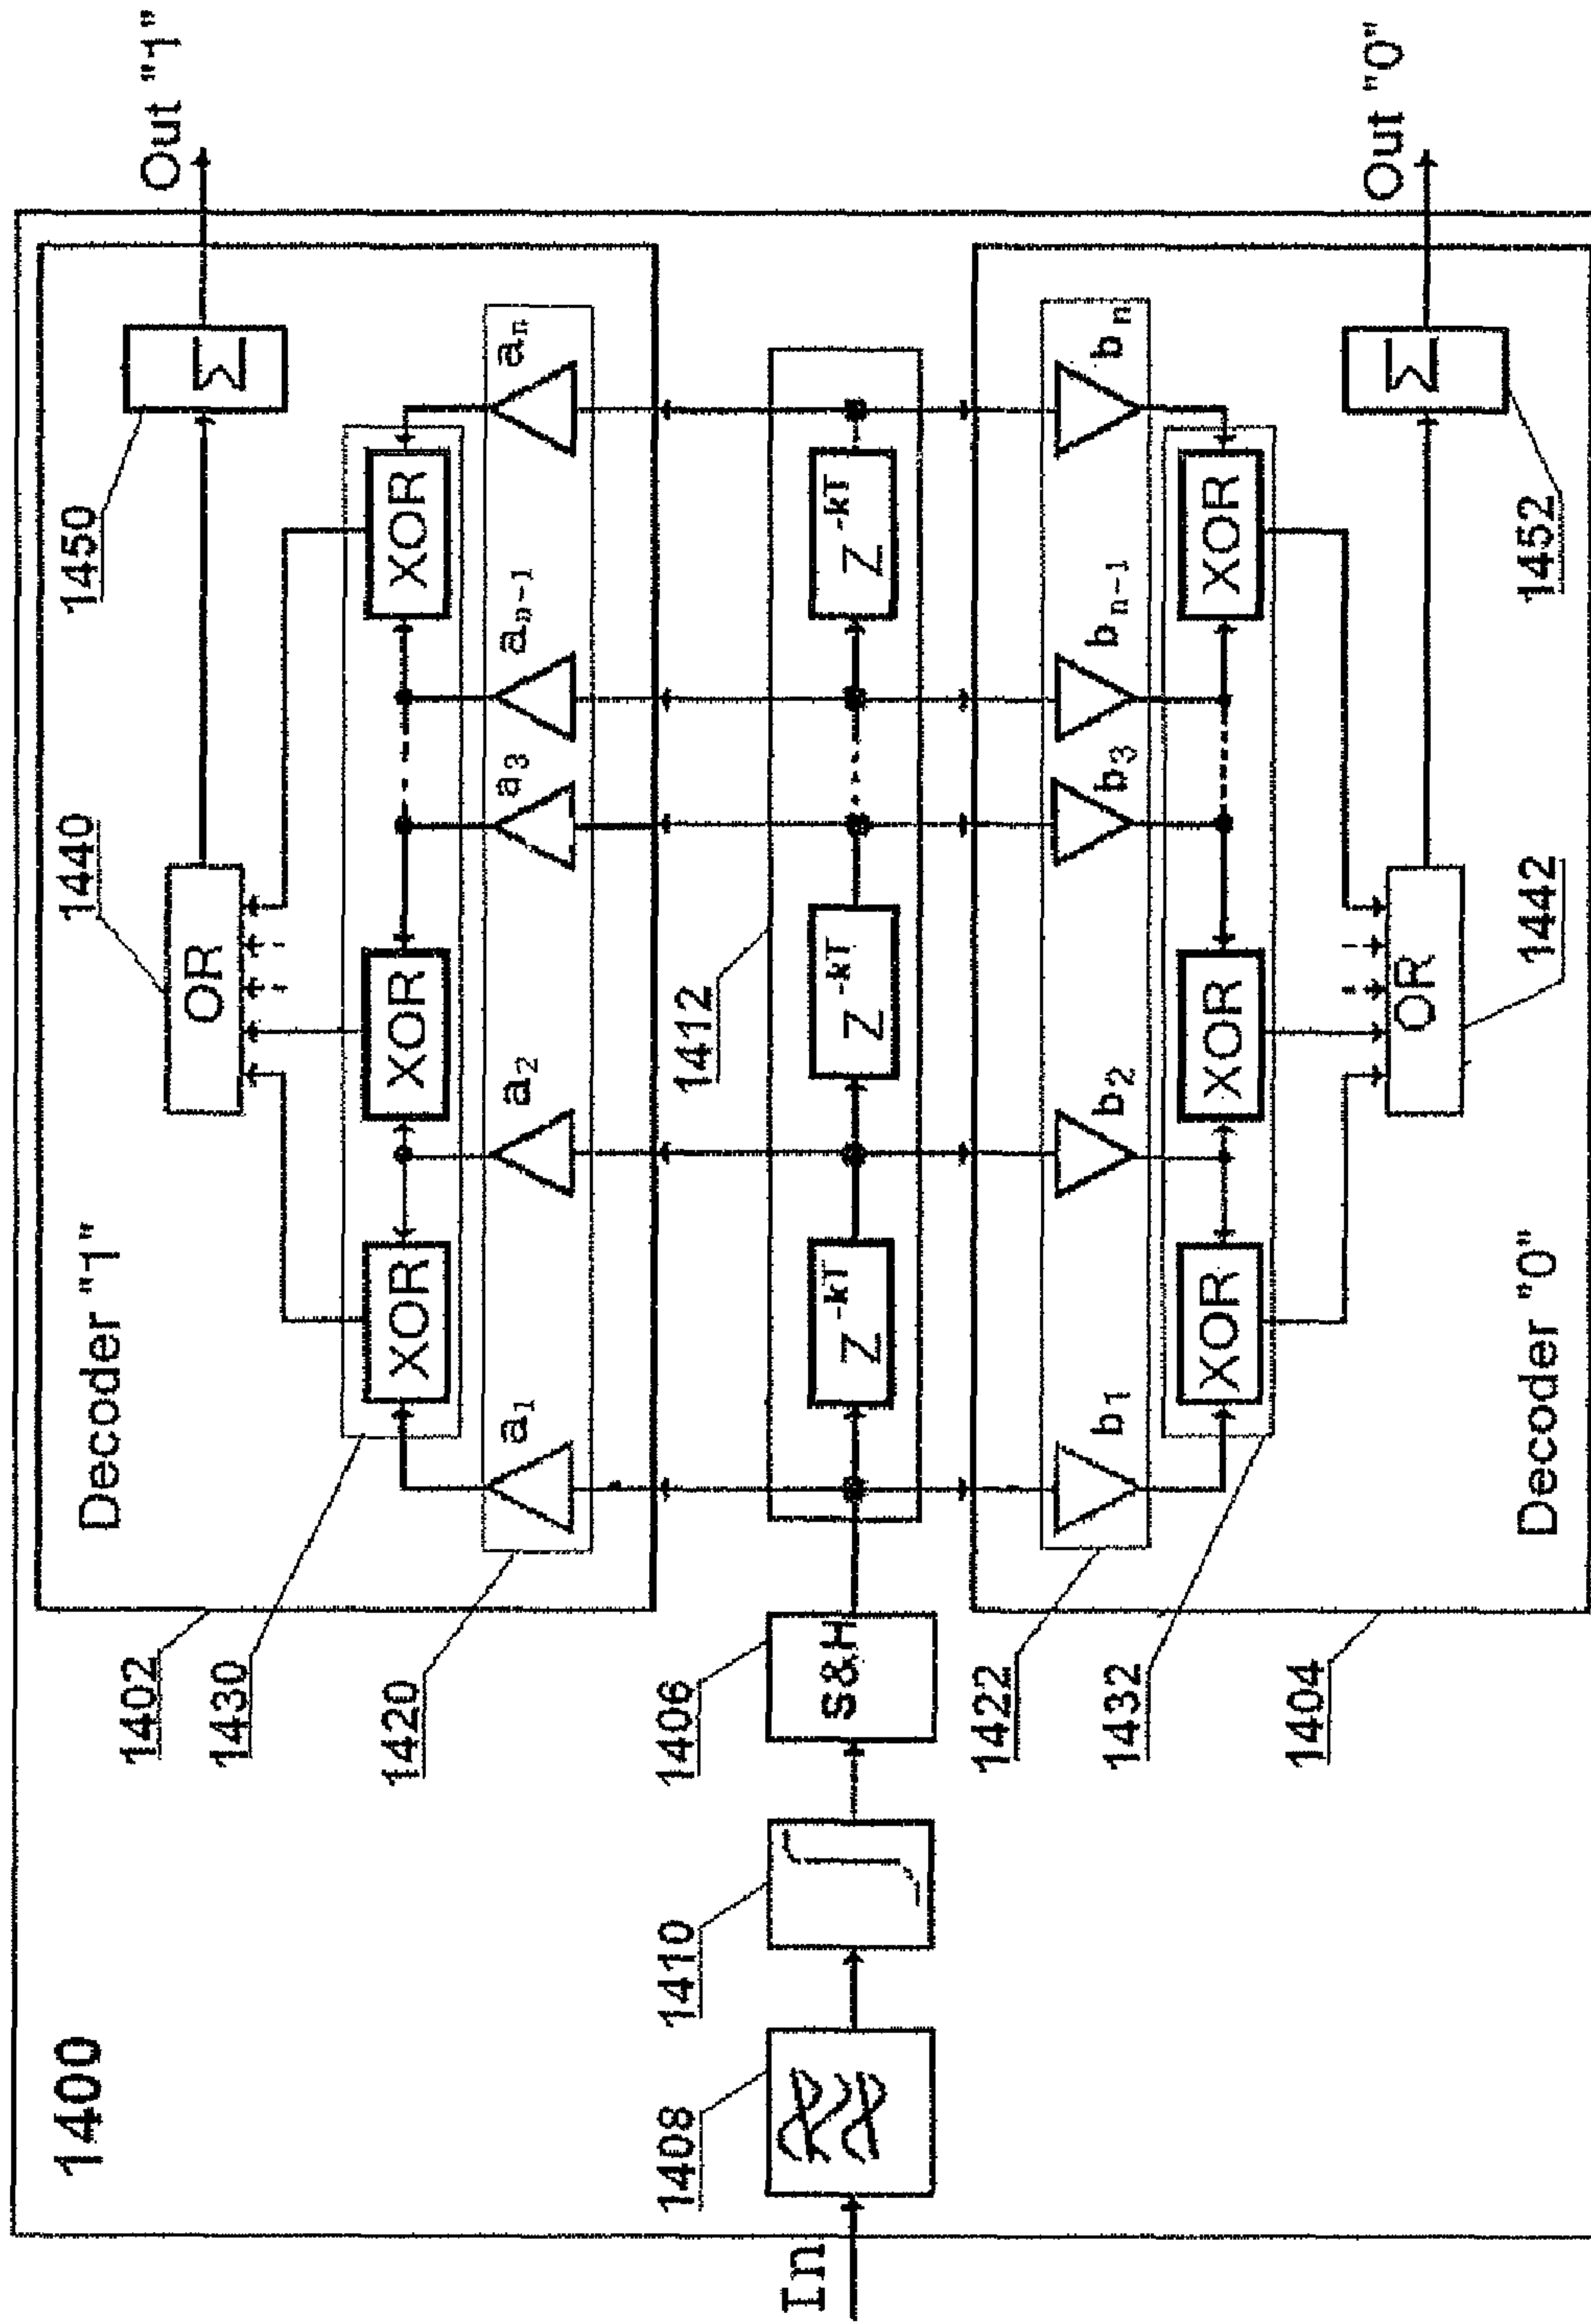 1400
Decoder "1"
1450
Σ
Out "1"
1440
OR
XOR
XOR
XOR
a₁
a₂
a₃
aₙ₋₁
aₙ
1402
1430
1420
1412
In
1408
1410
1406
S&H
Z⁻ᵏᵀ
Z⁻ᵏᵀ
Z⁻ᵏᵀ
1422
1432
1404
b₁
b₂
b₃
bₙ₋₁
bₙ
XOR
XOR
XOR
OR
1442
Σ
1452
Out "0"
Decoder "0"